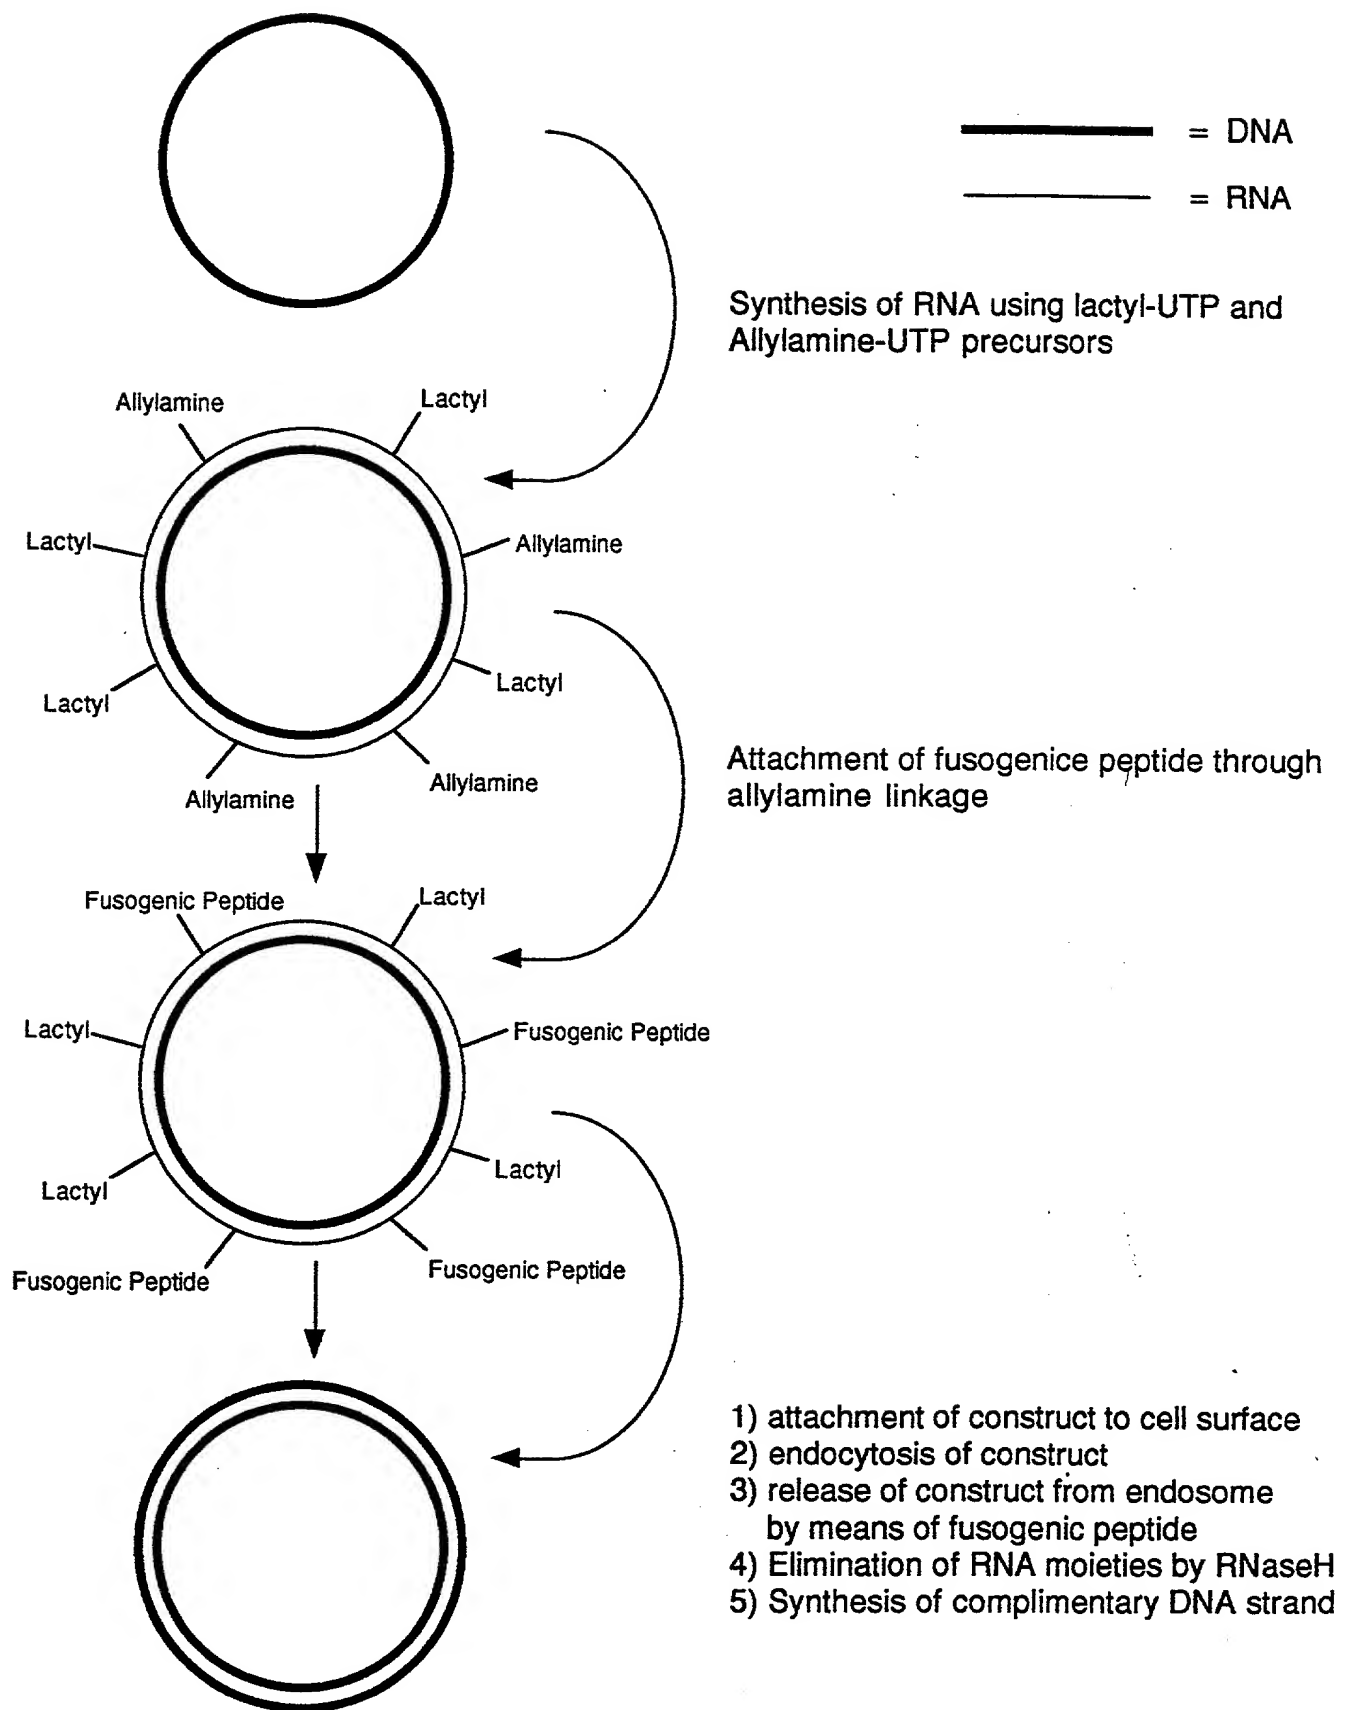 = DNA
= RNA
Synthesis of RNA using lactyl-UTP and
Allylamine-UTP precursors
Allylamine
Lactyl
Lactyl
Allylamine
Lactyl
Lactyl
Allylamine
Allylamine
Attachment of fusogenice peptide through
allylamine linkage
Fusogenic Peptide
Lactyl
Lactyl
Fusogenic Peptide
Lactyl
Lactyl
Fusogenic Peptide
Fusogenic Peptide
1) attachment of construct to cell surface
2) endocytosis of construct
3) release of construct from endosome
by means of fusogenic peptide
4) Elimination of RNA moieties by RNaseH
5) Synthesis of complimentary DNA strand